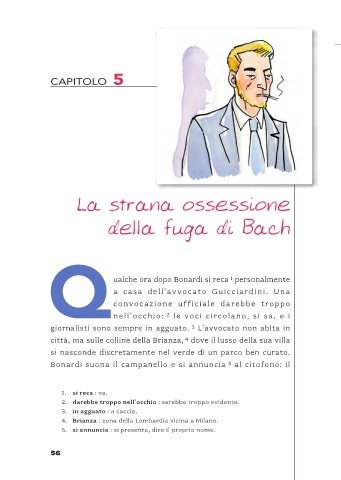 CAPITOLO 5
La strana ossessione
della fuga di Bach
Qualche ora dopo Bonardi si reca ¹ personalmente
a casa dell'avvocato Guicciardini. Una
convocazione ufficiale darebbe troppo
nell'occhio: ² le voci circolano, si sa, e i
giornalisti sono sempre in agguato. ³ L'avvocato non abita in
città, ma sulle colline della Brianza, ⁴ dove il lusso della sua villa
si nasconde discretamente nel verde di un parco ben curato.
Bonardi suona il campanello e si annuncia ⁵ al citofono: il
1. si reca : va.
2. darebbe troppo nell'occhio : sarebbe troppo evidente.
3. in agguato : a caccia.
4. Brianza : zona della Lombardia vicina a Milano.
5. si annuncia : si presenta, dice il proprio nome.
56